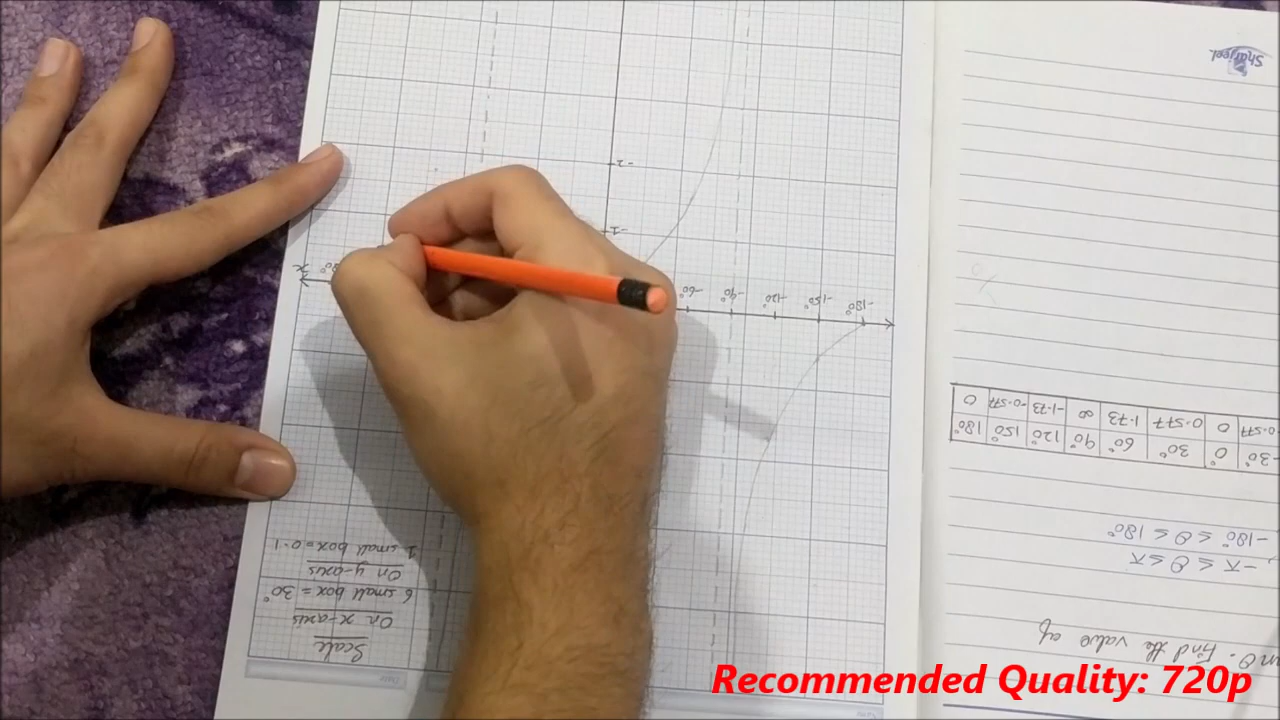 Sharjeel
nθ. Find the value of
-π ≤ θ ≤ π
-180° ≤ θ ≤ 180°
-30° 0° 30° 60° 90° 120° 150° 180°
-0.577 0 0.577 1.73 ∞ -1.73 -0.577 0
Scale
On x-axis
6 small box = 30°
On y-axis
1 small box = 0.1
-180° -150° -120° -90° -60°
x
-1
-2
Recommended Quality: 720p